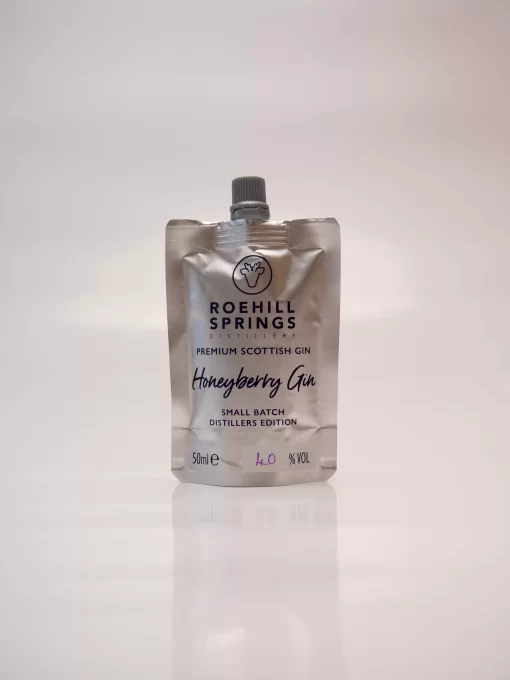 ROEHILL
SPRINGS
DISTILLERY
PREMIUM SCOTTISH GIN
Honeyberry Gin
SMALL BATCH
DISTILLERS EDITION
50ml e 40 % VOL